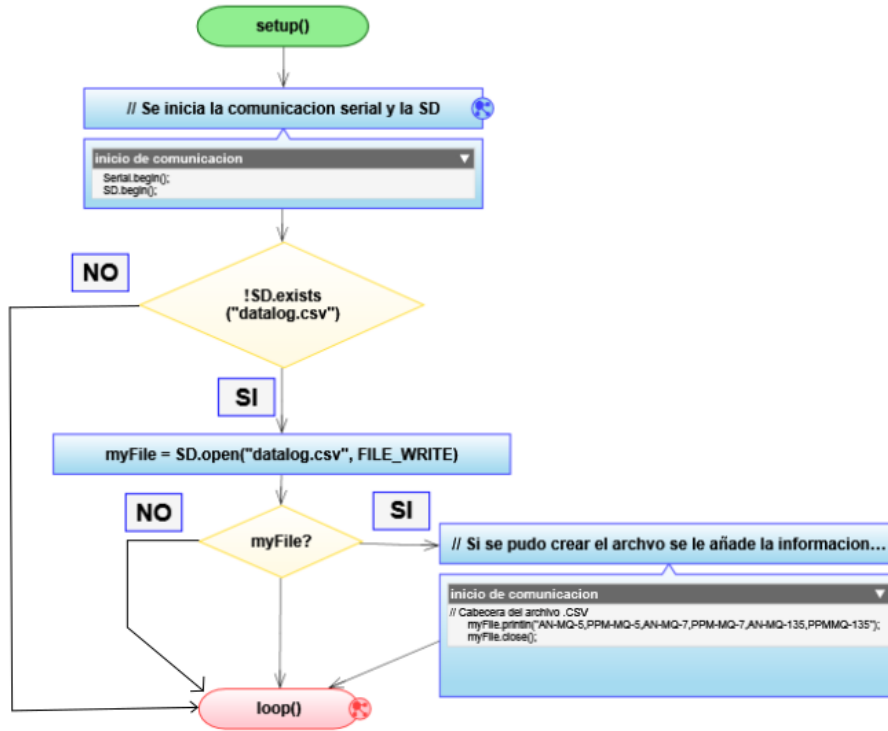 setup()
// Se inicia la comunicacion serial y la SD
inicio de comunicacion
Serial.begin();
SD.begin();
NO
!SD.exists
("datalog.csv")
SI
myFile = SD.open("datalog.csv", FILE_WRITE)
NO
SI
myFile?
// Si se pudo crear el archvo se le añade la informacion...
inicio de comunicacion
// Cabecera del archivo .CSV
myFile.println("AN-MQ-5,PPM-MQ-5,AN-MQ-7,PPM-MQ-7,AN-MQ-135,PPMMQ-135");
myFile.close();
loop()